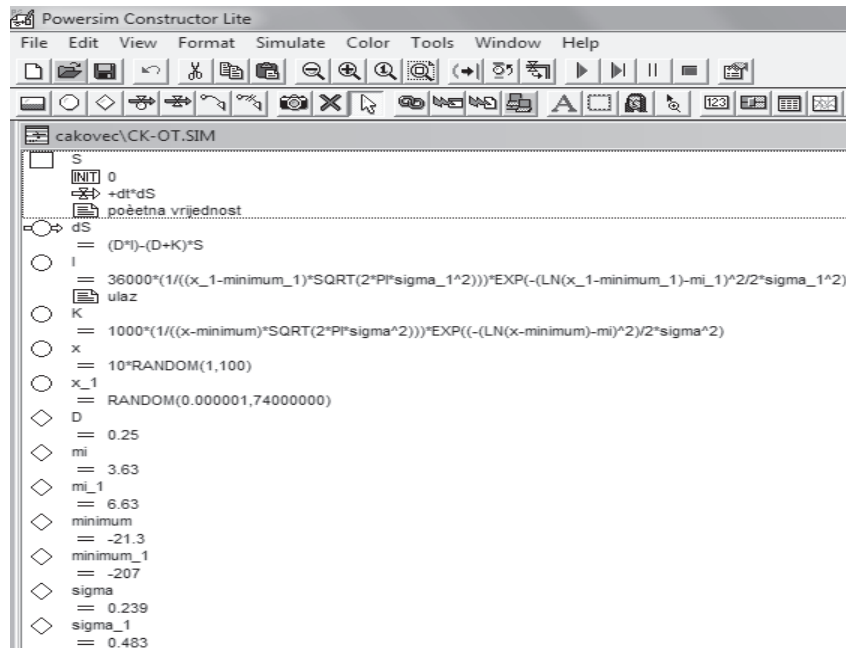 Powersim Constructor Lite
File Edit View Format Simulate Color Tools Window Help
A 123
cakovec\CK-OT.SIM
S
INIT 0
+dt*dS
poèetna vrijednost
dS
= (D*I)-(D+K)*S
I
= 36000*(1/((x_1-minimum_1)*SQRT(2*PI*sigma_1^2)))*EXP(-(LN(x_1-minimum_1)-mi_1)^2/2*sigma_1^2)
ulaz
K
= 1000*(1/((x-minimum)*SQRT(2*PI*sigma^2)))*EXP((-(LN(x-minimum)-mi)^2)/2*sigma^2)
x
= 10*RANDOM(1,100)
x_1
= RANDOM(0.000001,74000000)
D
= 0.25
mi
= 3.63
mi_1
= 6.63
minimum
= -21.3
minimum_1
= -207
sigma
= 0.239
sigma_1
= 0.483